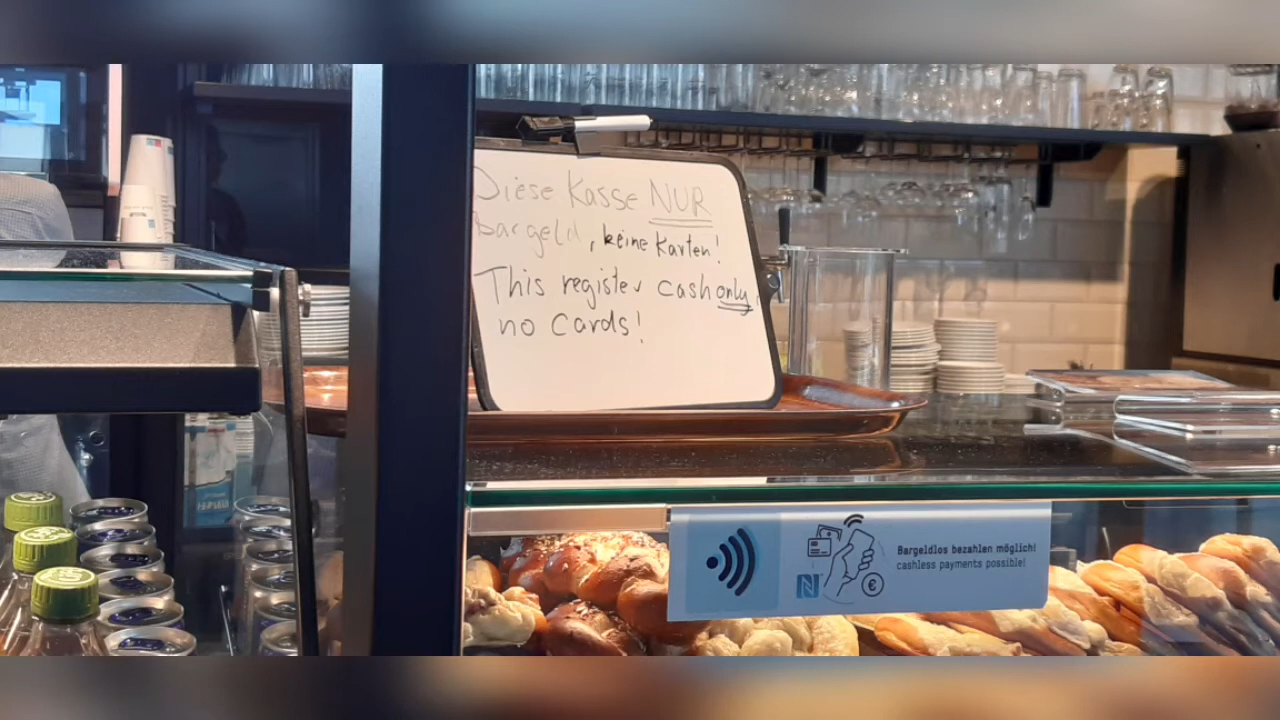 Diese Kasse NUR
Bargeld, keine Karten!
This register cash only,
no Cards!
Bargeldlos bezahlen möglich!
cashless payments possible!